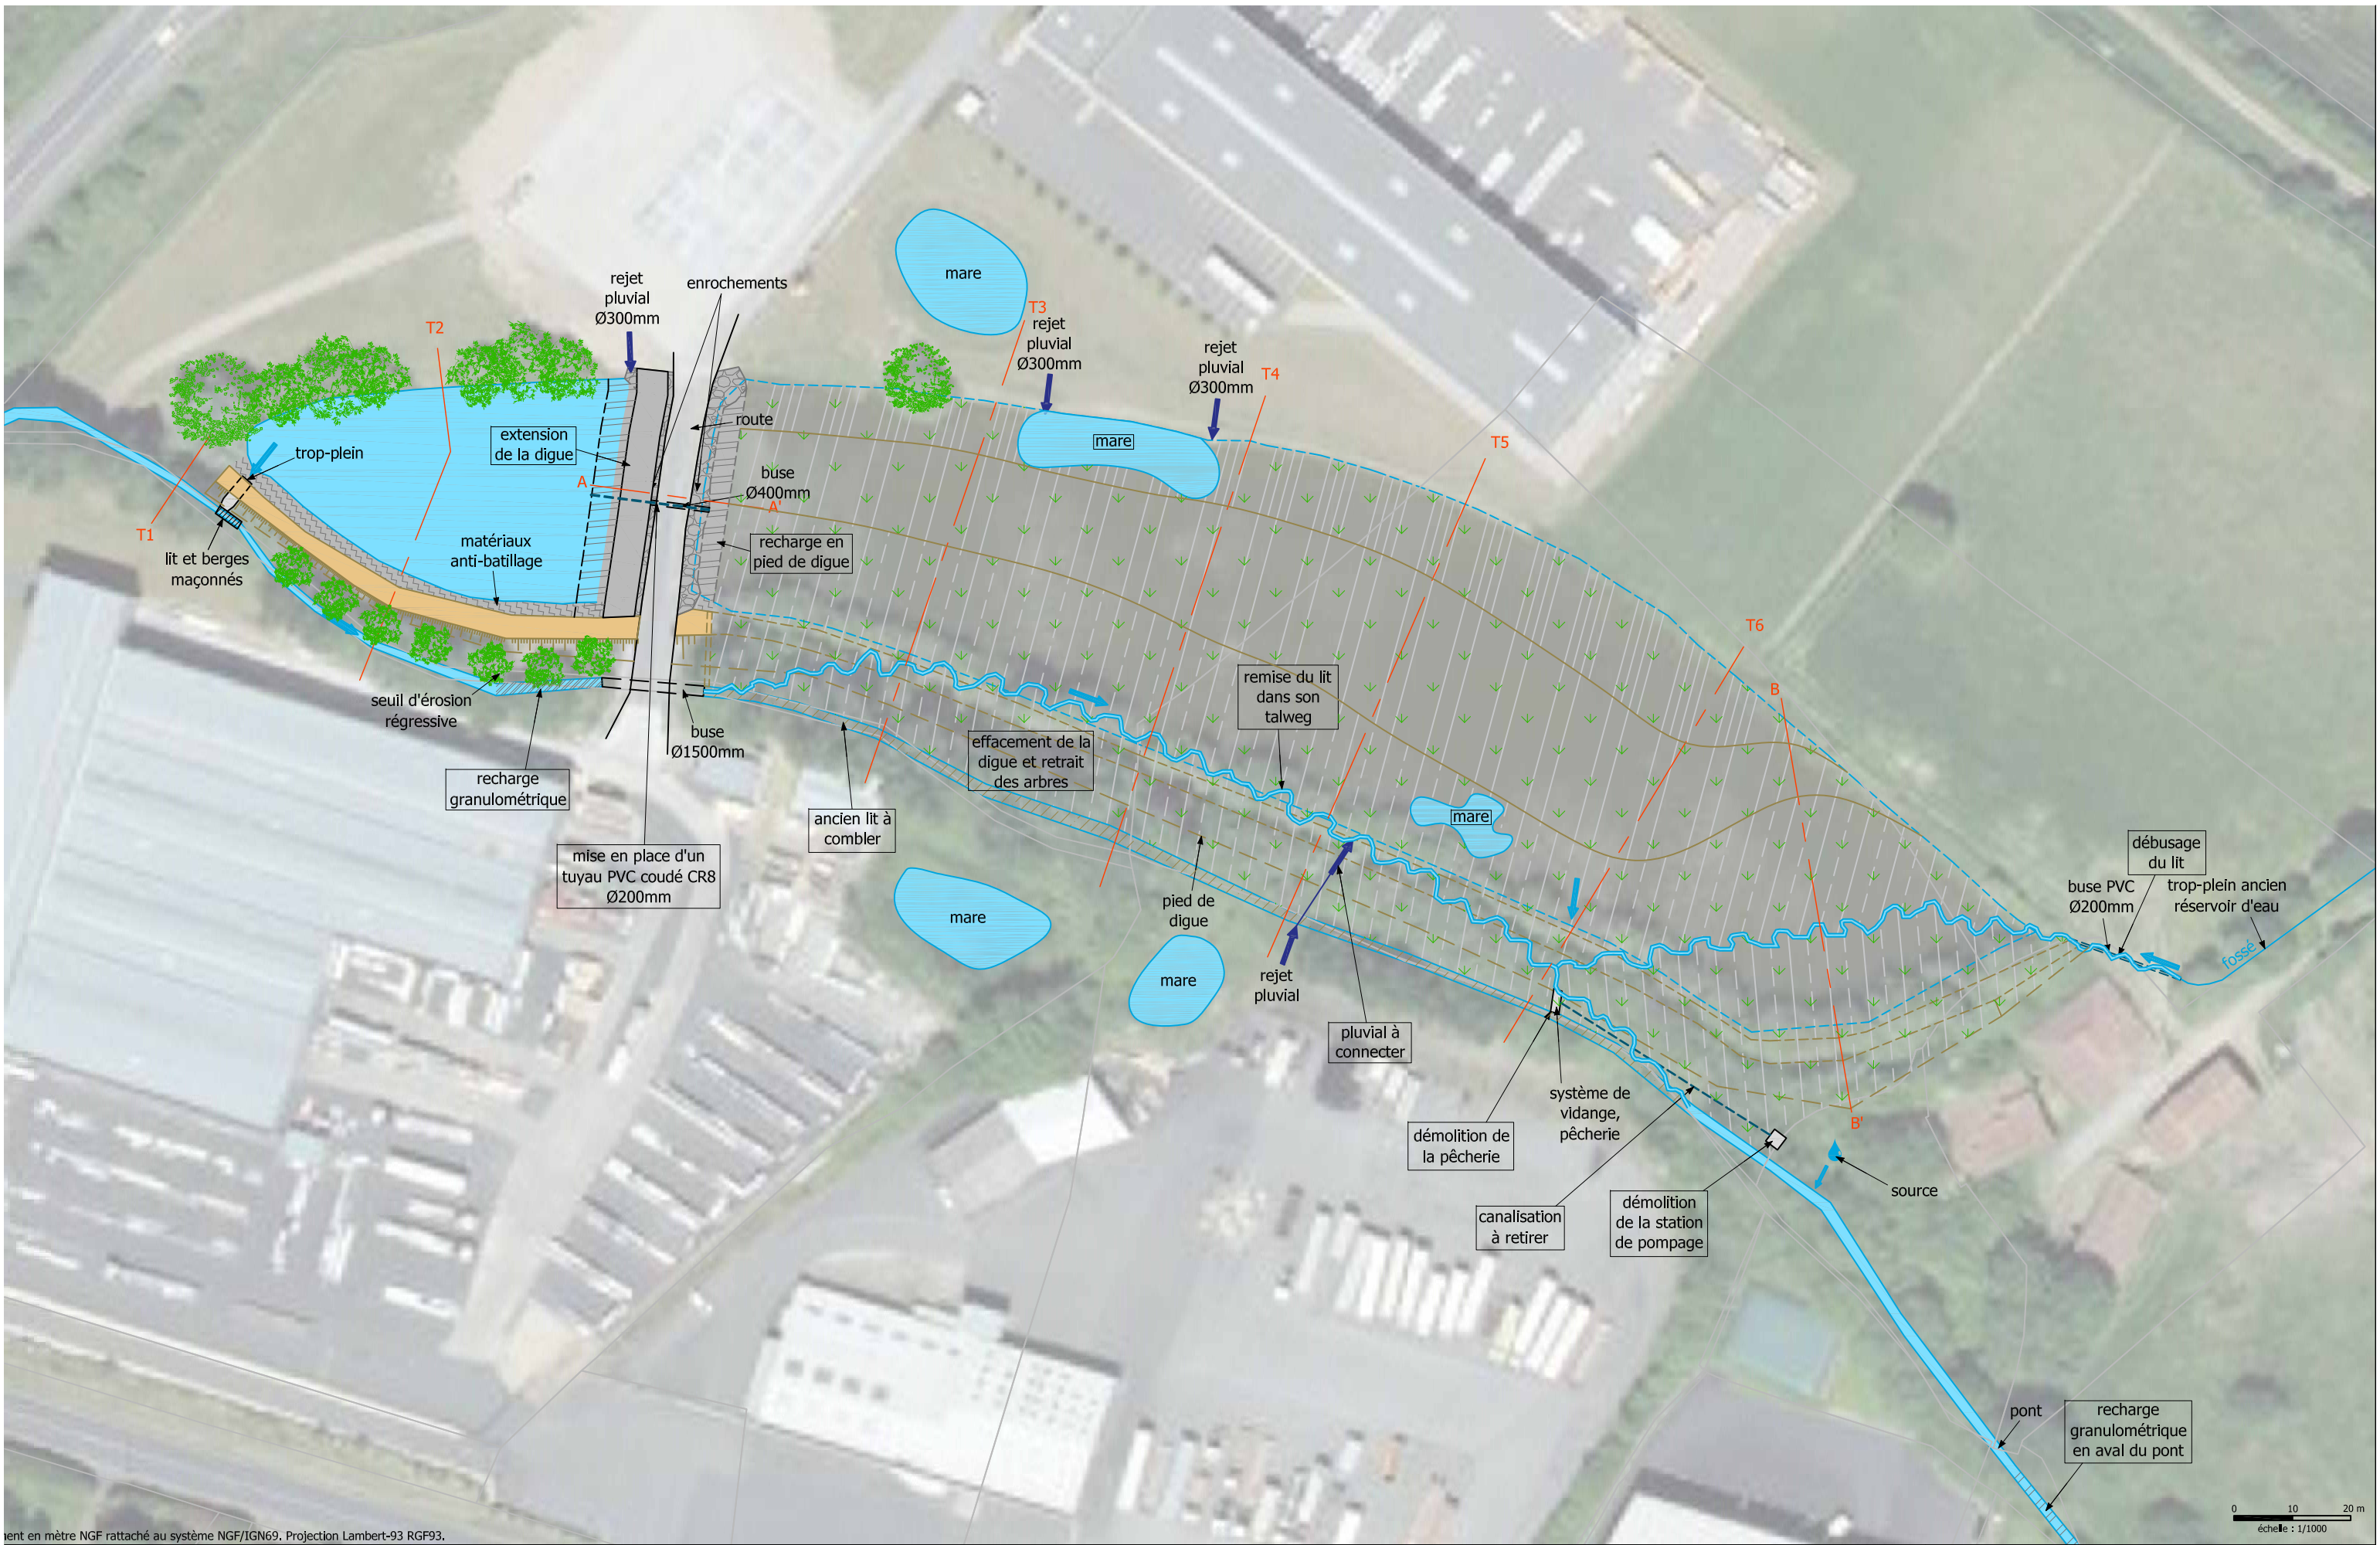 mare
rejet
pluvial
Ø300mm
enrochements
T2
T3
rejet
pluvial
Ø300mm
rejet
pluvial
Ø300mm
T4
T5
route
extension
de la digue
trop-plein
mare
A
buse
Ø400mm
A'
T1
lit et berges
maçonnés
matériaux
anti-batillage
recharge en
pied de digue
T6
B
seuil d'érosion
régressive
buse
Ø1500mm
remise du lit
dans son
talweg
effacement de la
digue et retrait
des arbres
recharge
granulométrique
ancien lit à
combler
mare
mise en place d'un
tuyau PVC coudé CR8
Ø200mm
débusage
du lit
buse PVC
Ø200mm
trop-plein ancien
réservoir d'eau
fossé
mare
pied de
digue
mare
rejet
pluvial
pluvial à
connecter
système de
vidange,
pêcherie
démolition de
la pêcherie
B'
source
canalisation
à retirer
démolition
de la station
de pompage
pont
recharge
granulométrique
en aval du pont
0 10 20 m
échelle : 1/1000
en mètre NGF rattaché au système NGF/IGN69. Projection Lambert-93 RGF93.